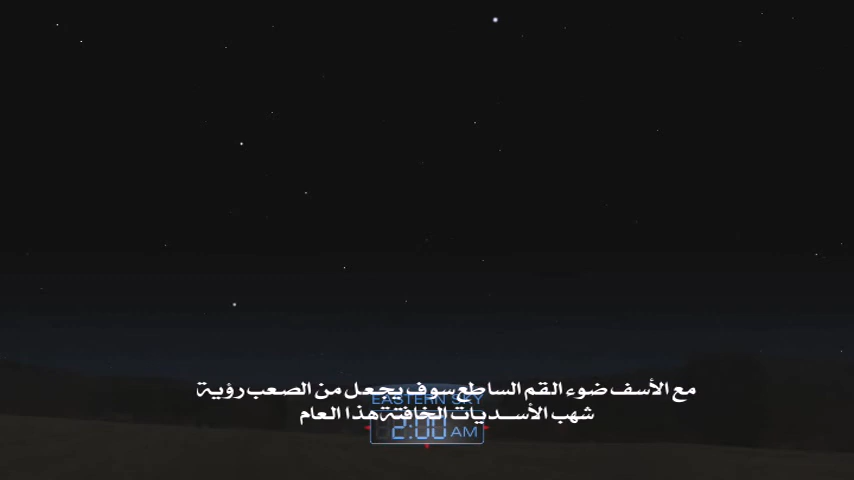 مع الأسف ضوء القم الساطع سوف يجعل من الصعب رؤية
EASTERN SKY
شهب الأسديات الخافتة هذا العام
2:00 AM